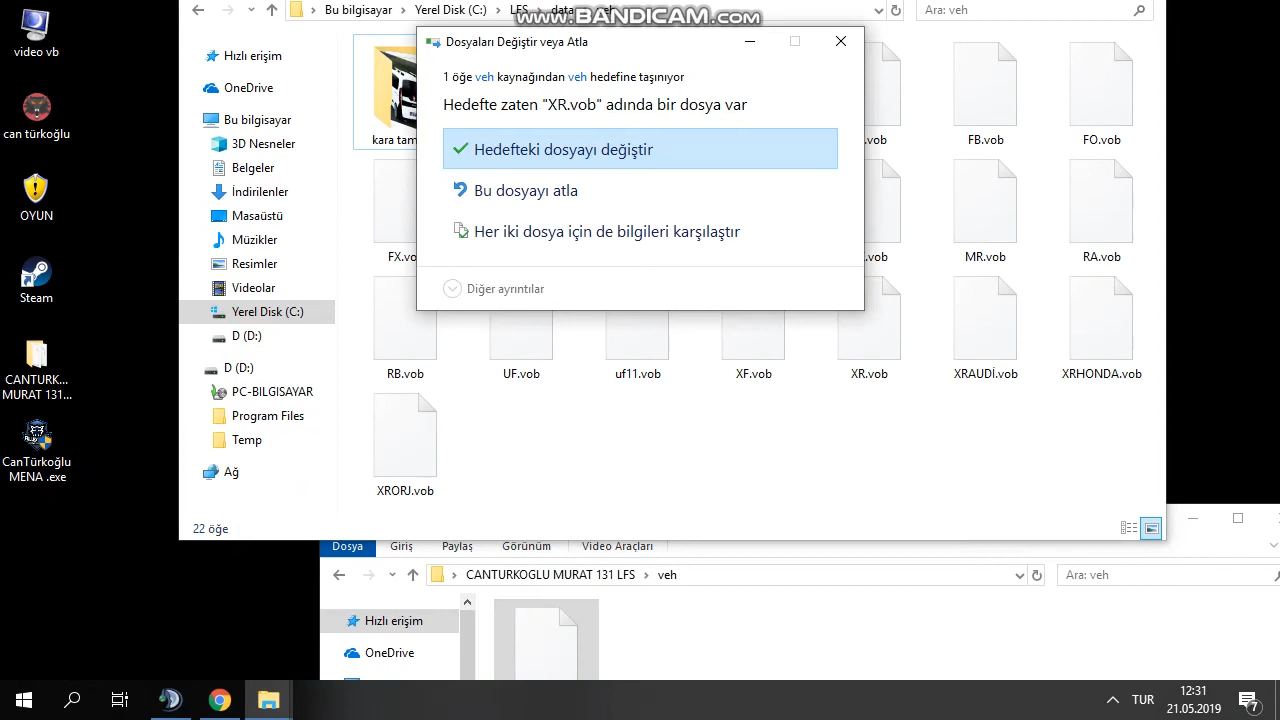 Bu bilgisayar
Yerel Disk (C:)
LFS
data
Ara: veh
www.BANDICAM.com
video vb
can türkoğlu
OYUN
Steam
CANTURK...
MURAT 131...
CanTürkoğlu
MENA .exe
Hızlı erişim
OneDrive
Bu bilgisayar
3D Nesneler
Belgeler
İndirilenler
Masaüstü
Müzikler
Resimler
Videolar
Yerel Disk (C:)
D (D:)
D (D:)
PC-BILGISAYAR
Program Files
Temp
Ağ
22 öğe
Dosyaları Değiştir veya Atla
1 öğe veh kaynağından veh hedefine taşınıyor
Hedefte zaten "XR.vob" adında bir dosya var
Hedefteki dosyayı değiştir
Bu dosyayı atla
Her iki dosya için de bilgileri karşılaştır
Diğer ayrıntılar
kara tam
.vob
FB.vob
FO.vob
FX.vo
.vob
MR.vob
RA.vob
RB.vob
UF.vob
uf11.vob
XF.vob
XR.vob
XRAUDİ.vob
XRHONDA.vob
XRORJ.vob
Dosya
Giriş
Paylaş
Görünüm
Video Araçları
CANTURKOGLU MURAT 131 LFS
veh
Ara: veh
Hızlı erişim
OneDrive
TUR
12:31
21.05.2019
7